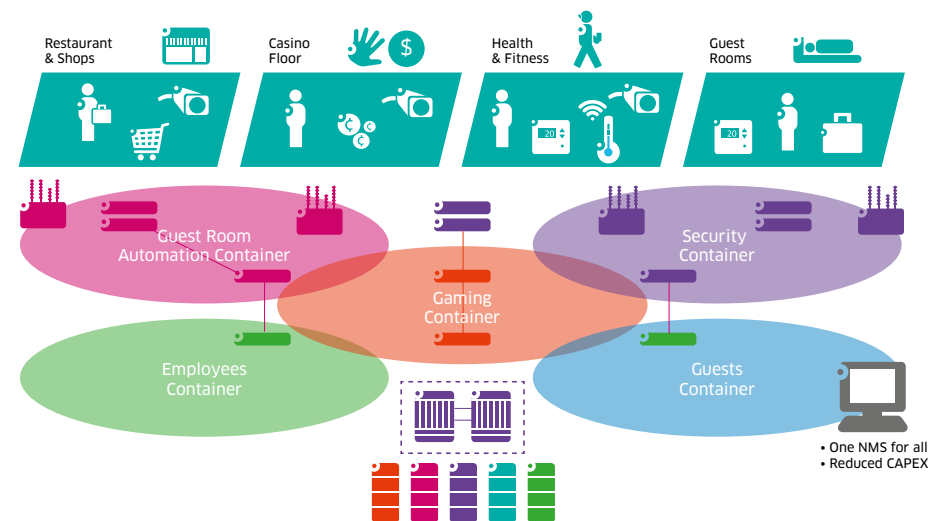 Restaurant
& Shops
Casino
Floor
$
Health
& Fitness
Guest
Rooms
¢
¢
¢
20
20
Guest Room
Automation Container
Security
Container
Gaming
Container
Employees
Container
Guests
Container
• One NMS for all
• Reduced CAPEX